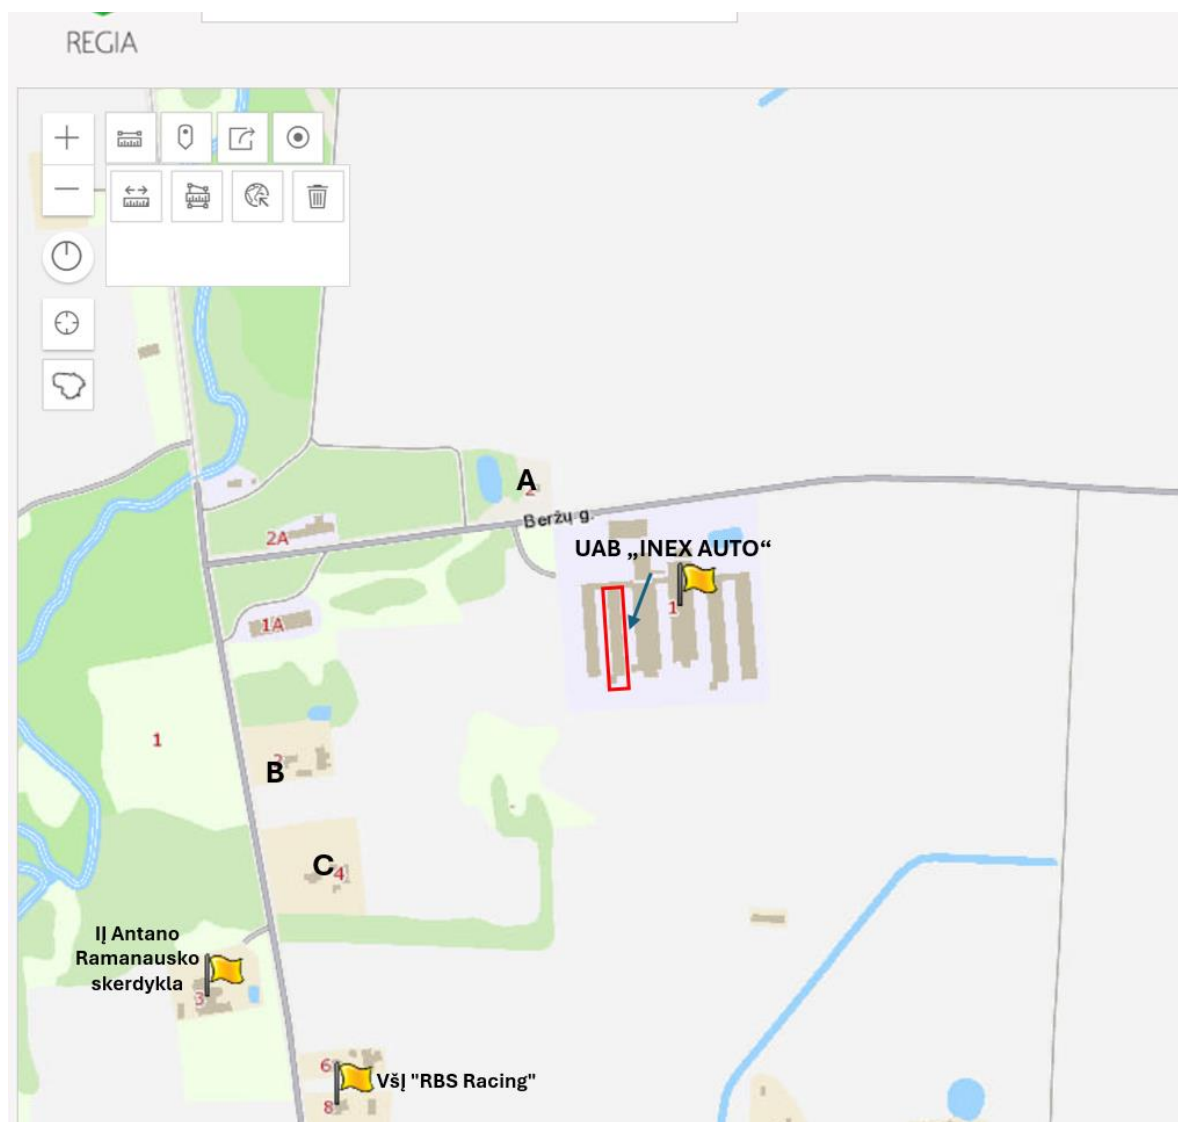 REGIA
A
2
Beržų g.
2A
UAB „INEX AUTO“
1
1A
1
B
C
4
IĮ Antano
Ramanausko
skerdykla
3
6
VšĮ "RBS Racing"
8